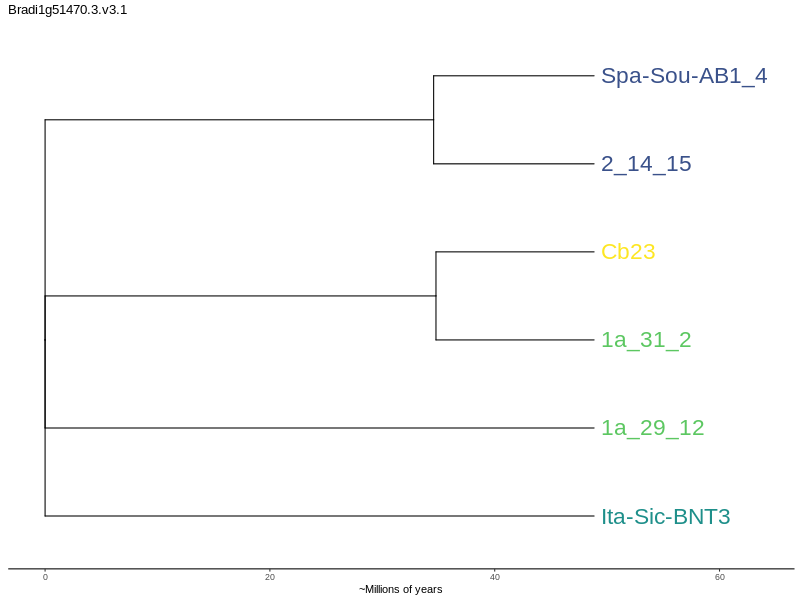 Bradi1g51470.3.v3.1
Spa-Sou-AB1_4
2_14_15
Cb23
1a_31_2
1a_29_12
Ita-Sic-BNT3
0 20 40 60
~Millions of years